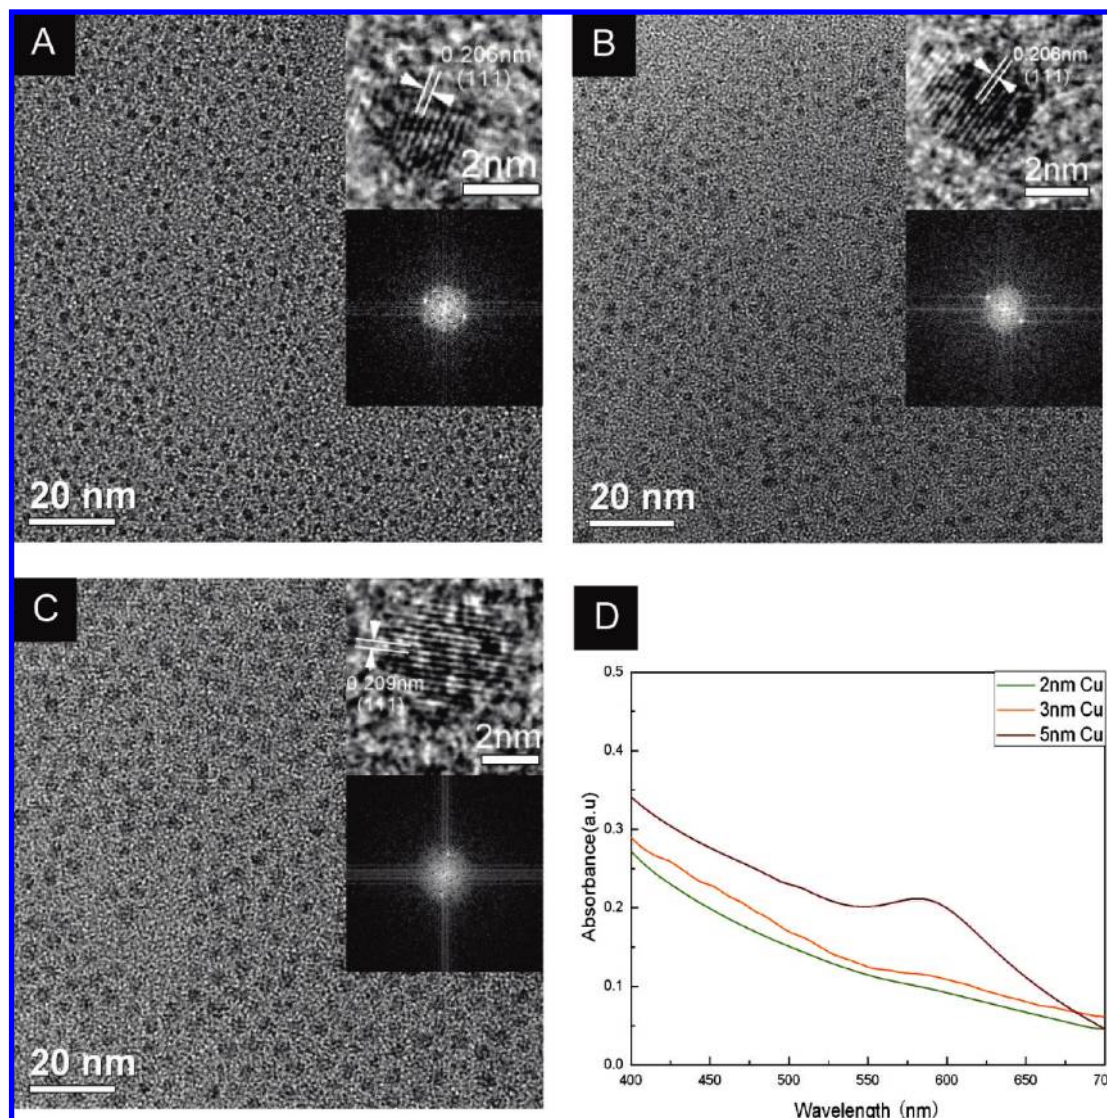 A
0.206nm
(111)
2nm
20 nm
B
0.206nm
(111)
2nm
20 nm
C
0.209nm
(111)
2nm
20 nm
D
2nm Cu
3nm Cu
5nm Cu
0.5
0.4
0.3
0.2
0.1
0.0
Absorbance(a.u)
400 450 500 550 600 650 70
Wavelength (nm)